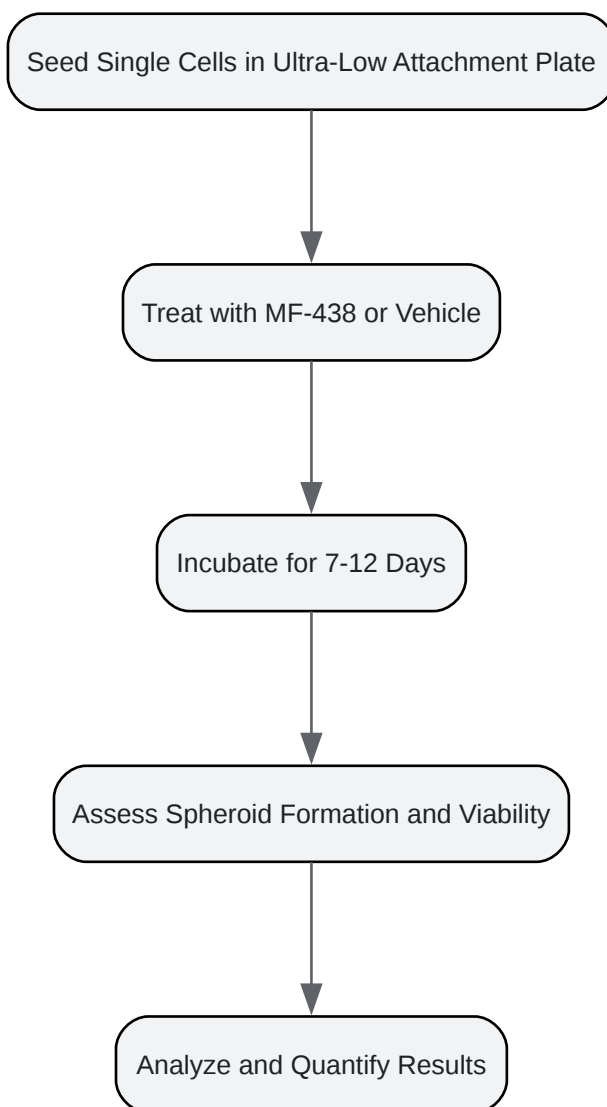 Seed Single Cells in Ultra-Low Attachment Plate
Treat with MF-438 or Vehicle
Incubate for 7-12 Days
Assess Spheroid Formation and Viability
Analyze and Quantify Results